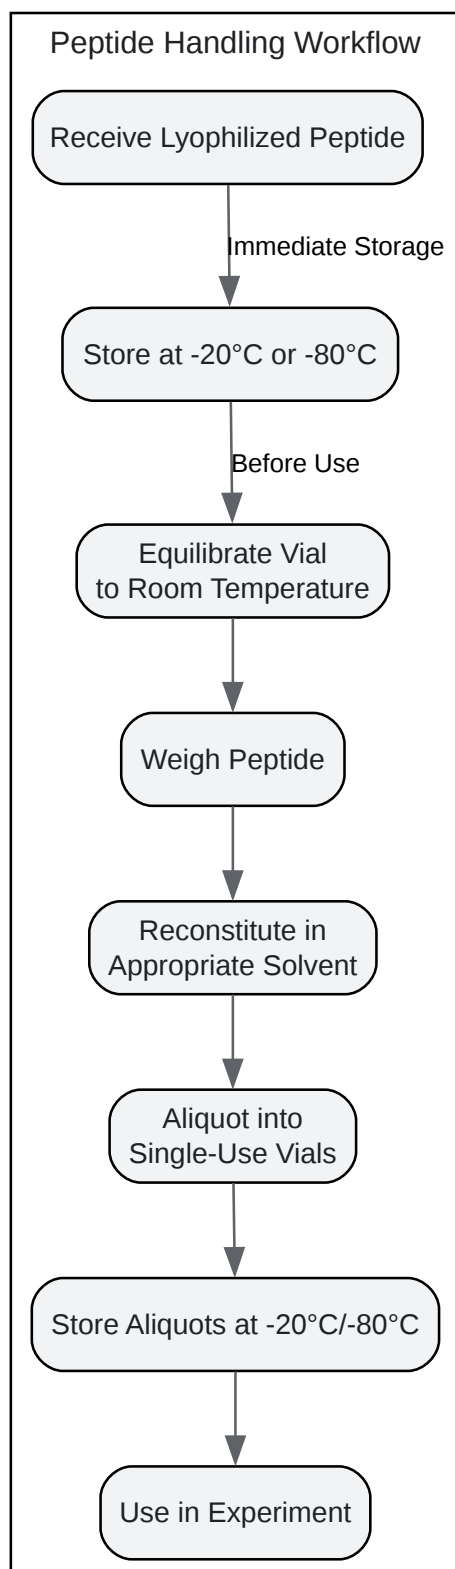 Peptide Handling Workflow
Receive Lyophilized Peptide
Immediate Storage
Store at -20°C or -80°C
Before Use
Equilibrate Vial
to Room Temperature
Weigh Peptide
Reconstitute in
Appropriate Solvent
Aliquot into
Single-Use Vials
Store Aliquots at -20°C/-80°C
Use in Experiment